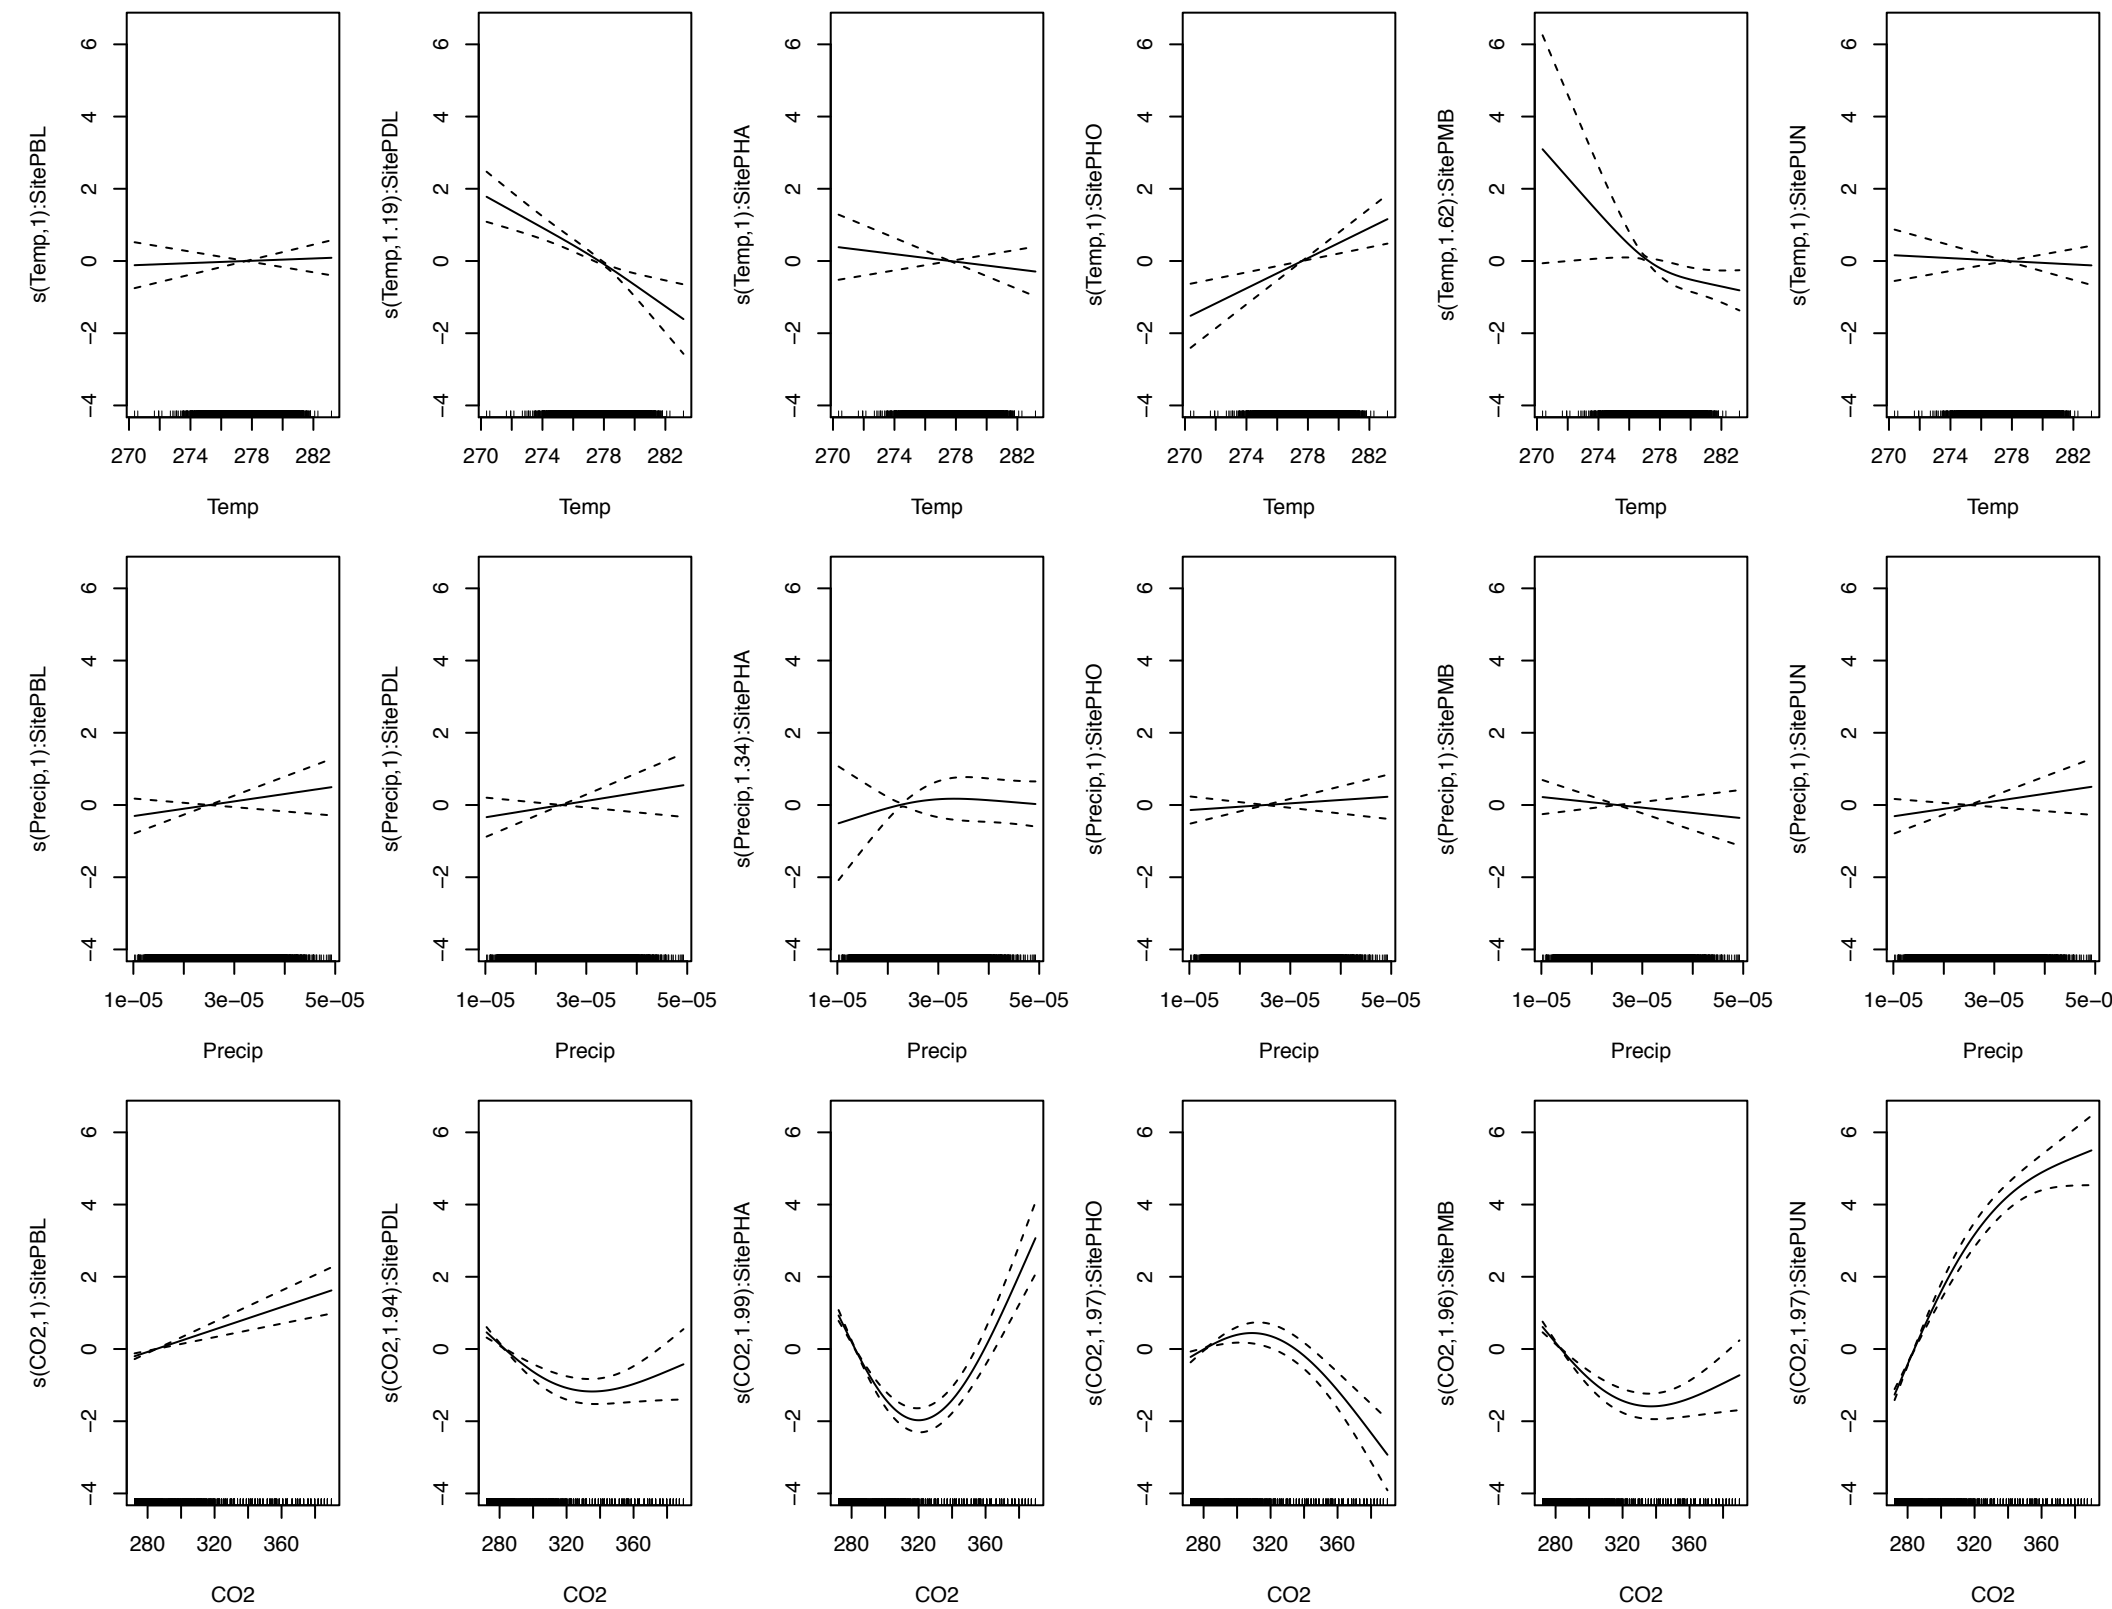 s(Temp,1):SitePBL
6
4
2
0
−2
−4
270 274 278 282
Temp
s(Temp,1.19):SitePDL
6
4
2
0
−2
−4
270 274 278 282
Temp
s(Temp,1):SitePHA
6
4
2
0
−2
−4
270 274 278 282
Temp
s(Temp,1):SitePHO
6
4
2
0
−2
−4
270 274 278 282
Temp
s(Temp,1.62):SitePMB
6
4
2
0
−2
−4
270 274 278 282
Temp
s(Temp,1):SitePUN
6
4
2
0
−2
−4
270 274 278 282
Temp
s(Precip,1):SitePBL
6
4
2
0
−2
−4
1e−05 3e−05 5e−05
Precip
s(Precip,1):SitePDL
6
4
2
0
−2
−4
1e−05 3e−05 5e−05
Precip
s(Precip,1.34):SitePHA
6
4
2
0
−2
−4
1e−05 3e−05 5e−05
Precip
s(Precip,1):SitePHO
6
4
2
0
−2
−4
1e−05 3e−05 5e−05
Precip
s(Precip,1):SitePMB
6
4
2
0
−2
−4
1e−05 3e−05 5e−05
Precip
s(Precip,1):SitePUN
6
4
2
0
−2
−4
1e−05 3e−05 5e−0
Precip
s(CO2,1):SitePBL
6
4
2
0
−2
−4
280 320 360
CO2
s(CO2,1.94):SitePDL
6
4
2
0
−2
−4
280 320 360
CO2
s(CO2,1.99):SitePHA
6
4
2
0
−2
−4
280 320 360
CO2
s(CO2,1.97):SitePHO
6
4
2
0
−2
−4
280 320 360
CO2
s(CO2,1.96):SitePMB
6
4
2
0
−2
−4
280 320 360
CO2
s(CO2,1.97):SitePUN
6
4
2
0
−2
−4
280 320 360
CO2